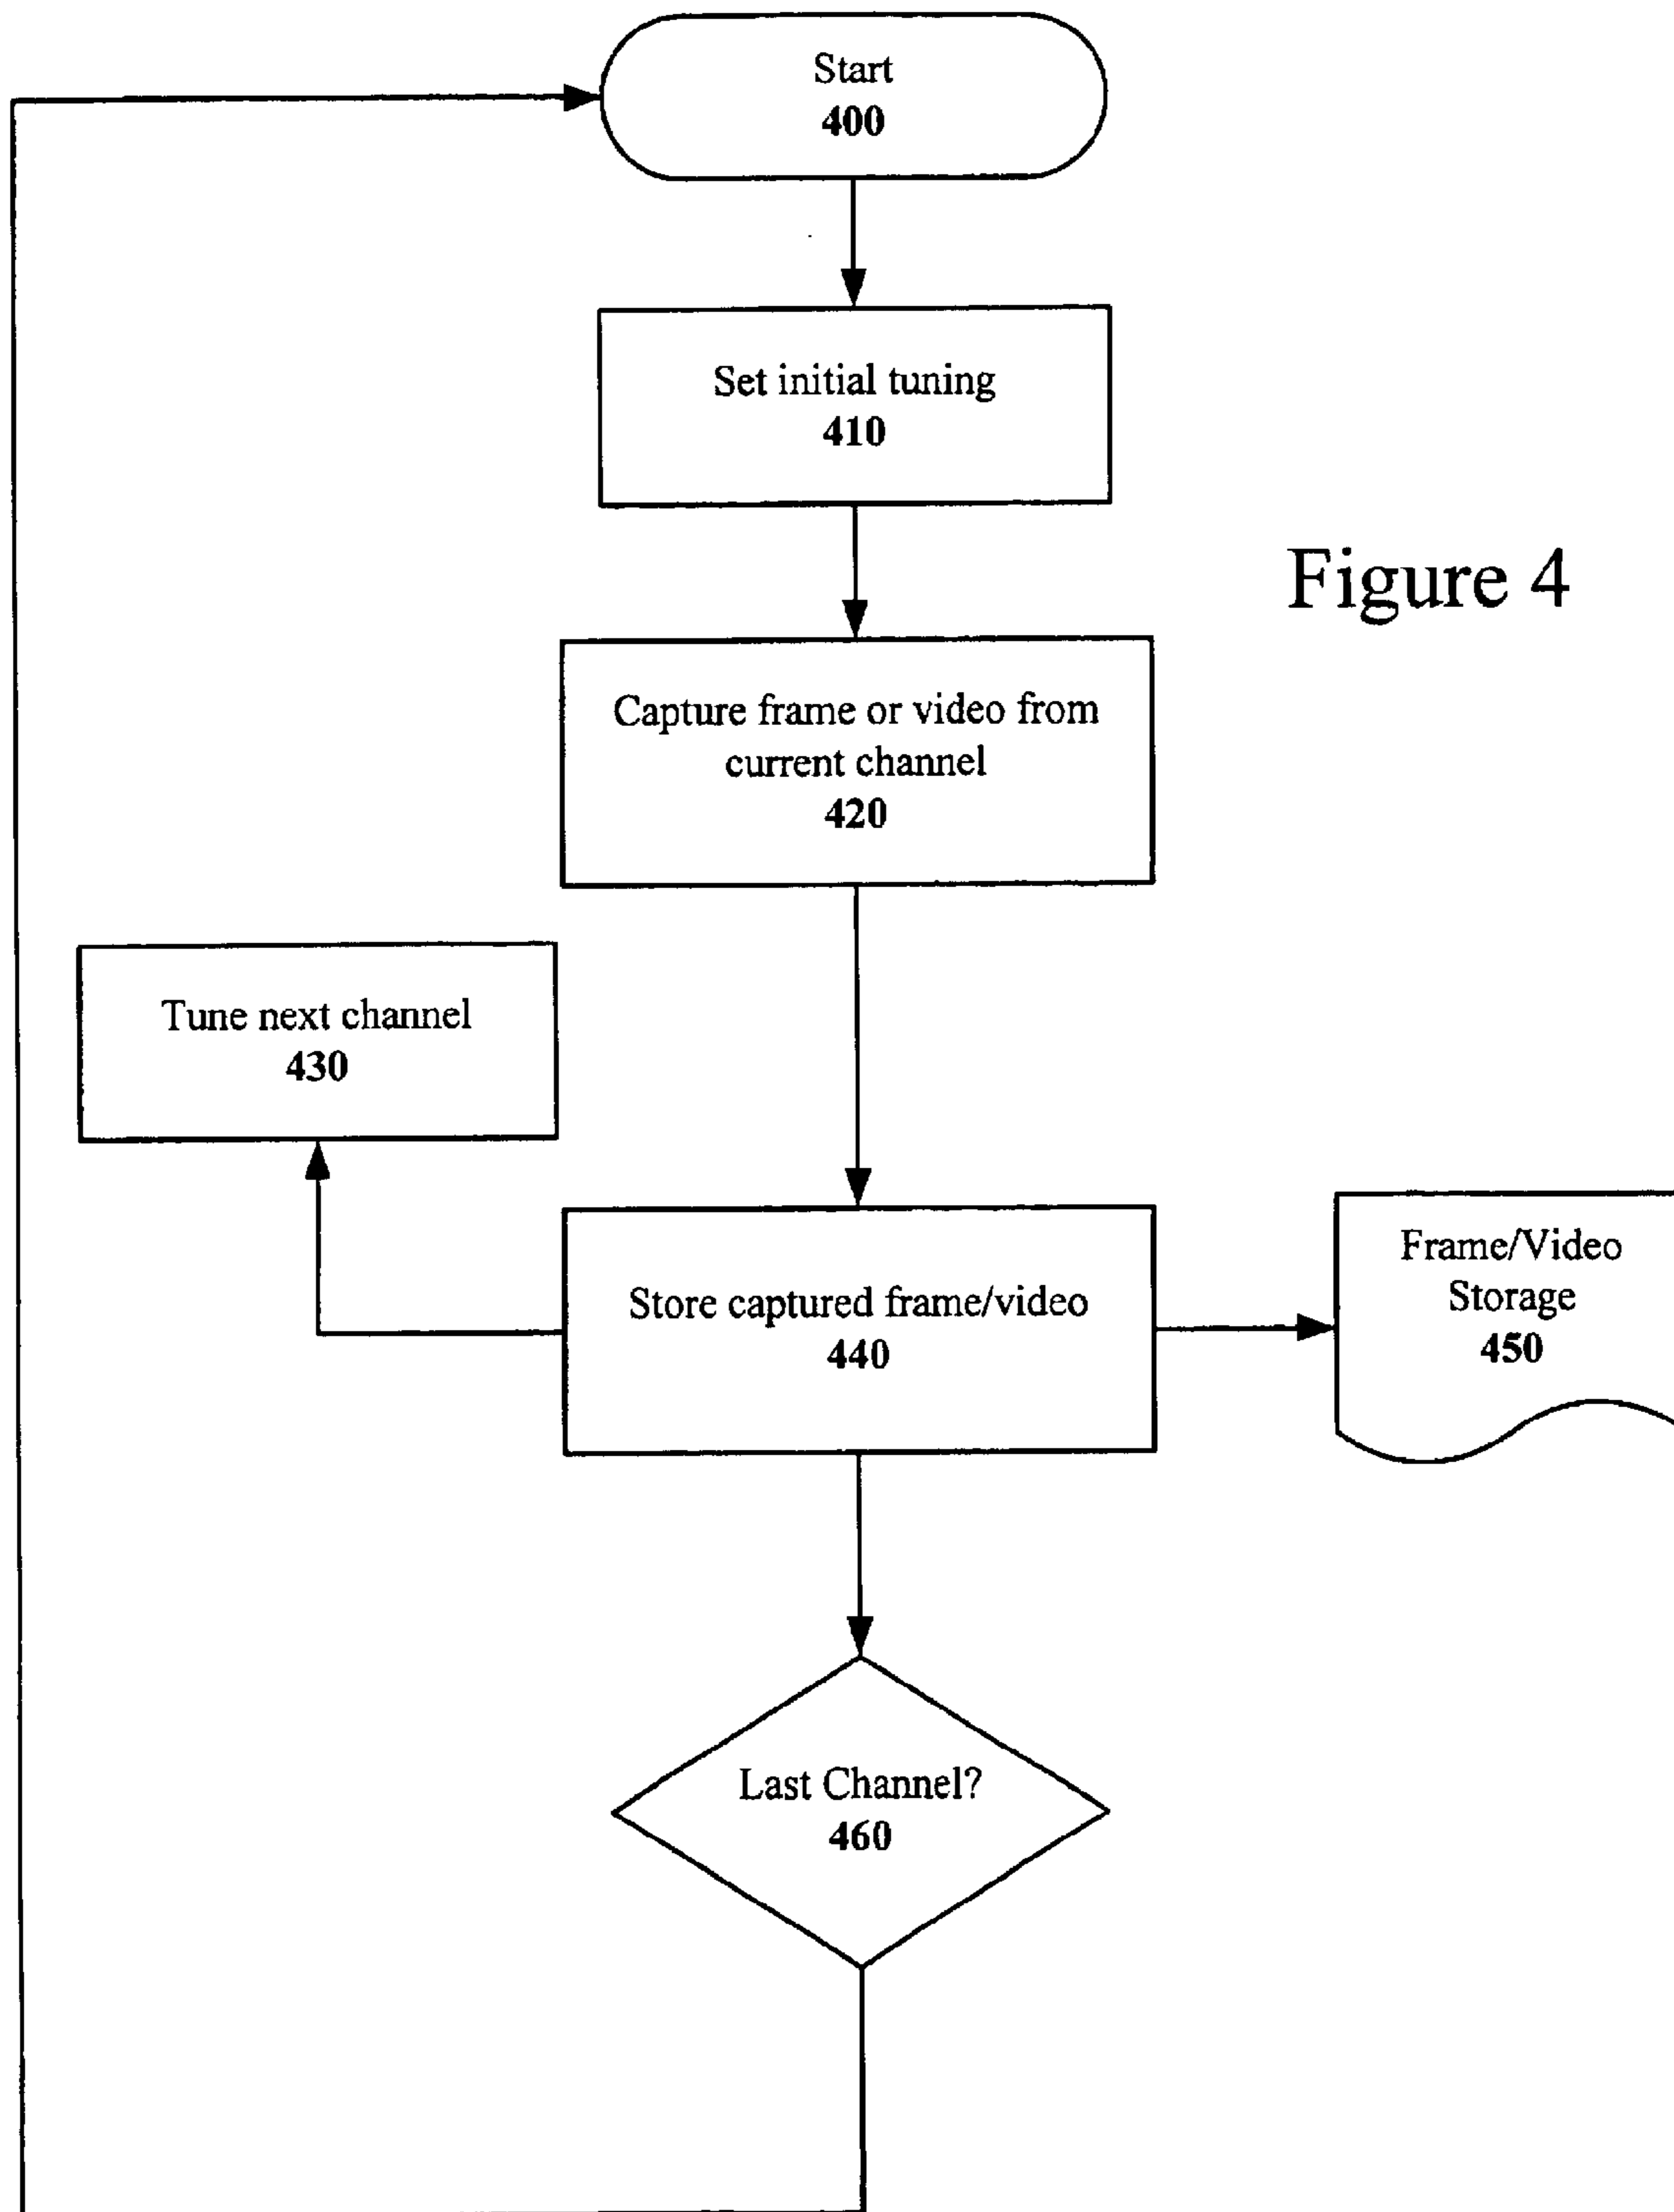 Start
400
Set initial tuning
410
Figure 4
Capture frame or video from
current channel
420
Tune next channel
430
Store captured frame/video
440
Frame/Video
Storage
450
Last Channel?
460